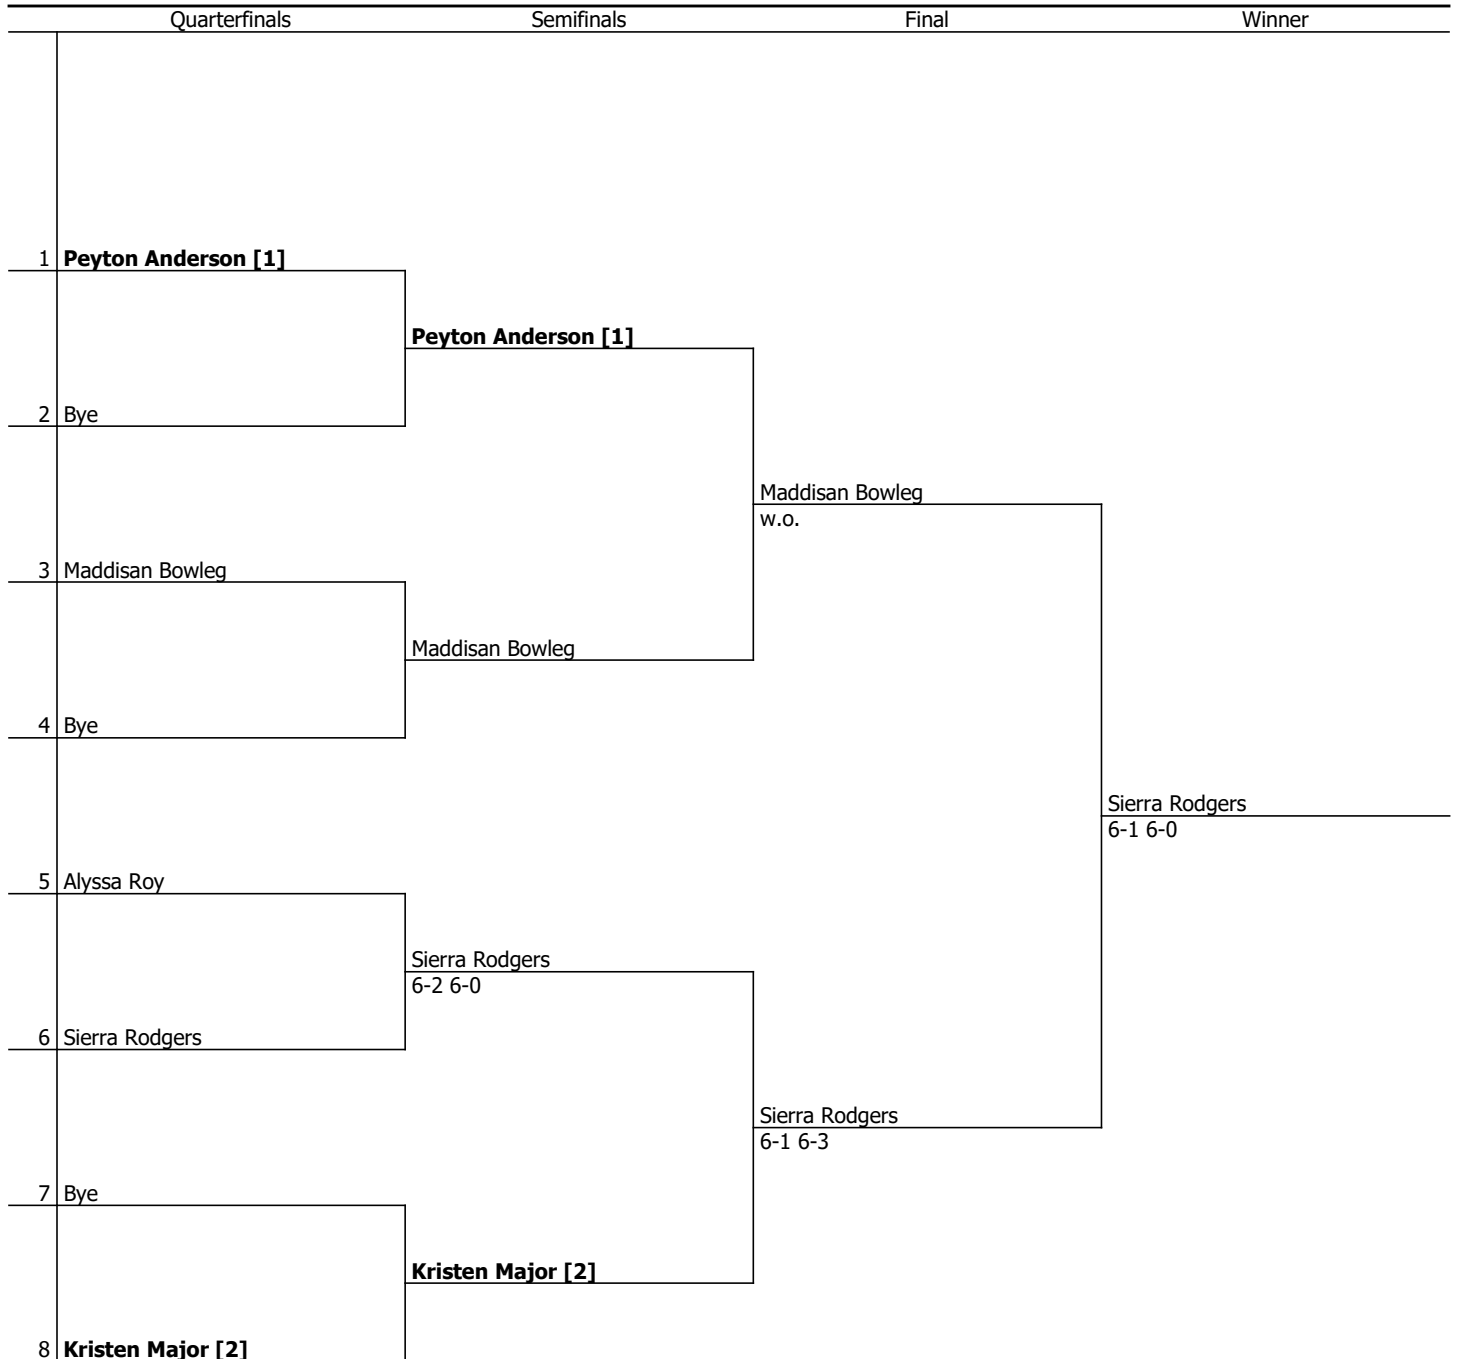 Quarterfinals Semifinals Final Winner
1 Peyton Anderson [1]
Peyton Anderson [1]
2 Bye
Maddisan Bowleg
w.o.
3 Maddisan Bowleg
Maddisan Bowleg
4 Bye
Sierra Rodgers
6-1 6-0
5 Alyssa Roy
Sierra Rodgers
6-2 6-0
6 Sierra Rodgers
Sierra Rodgers
6-1 6-3
7 Bye
Kristen Major [2]
8 Kristen Major [2]